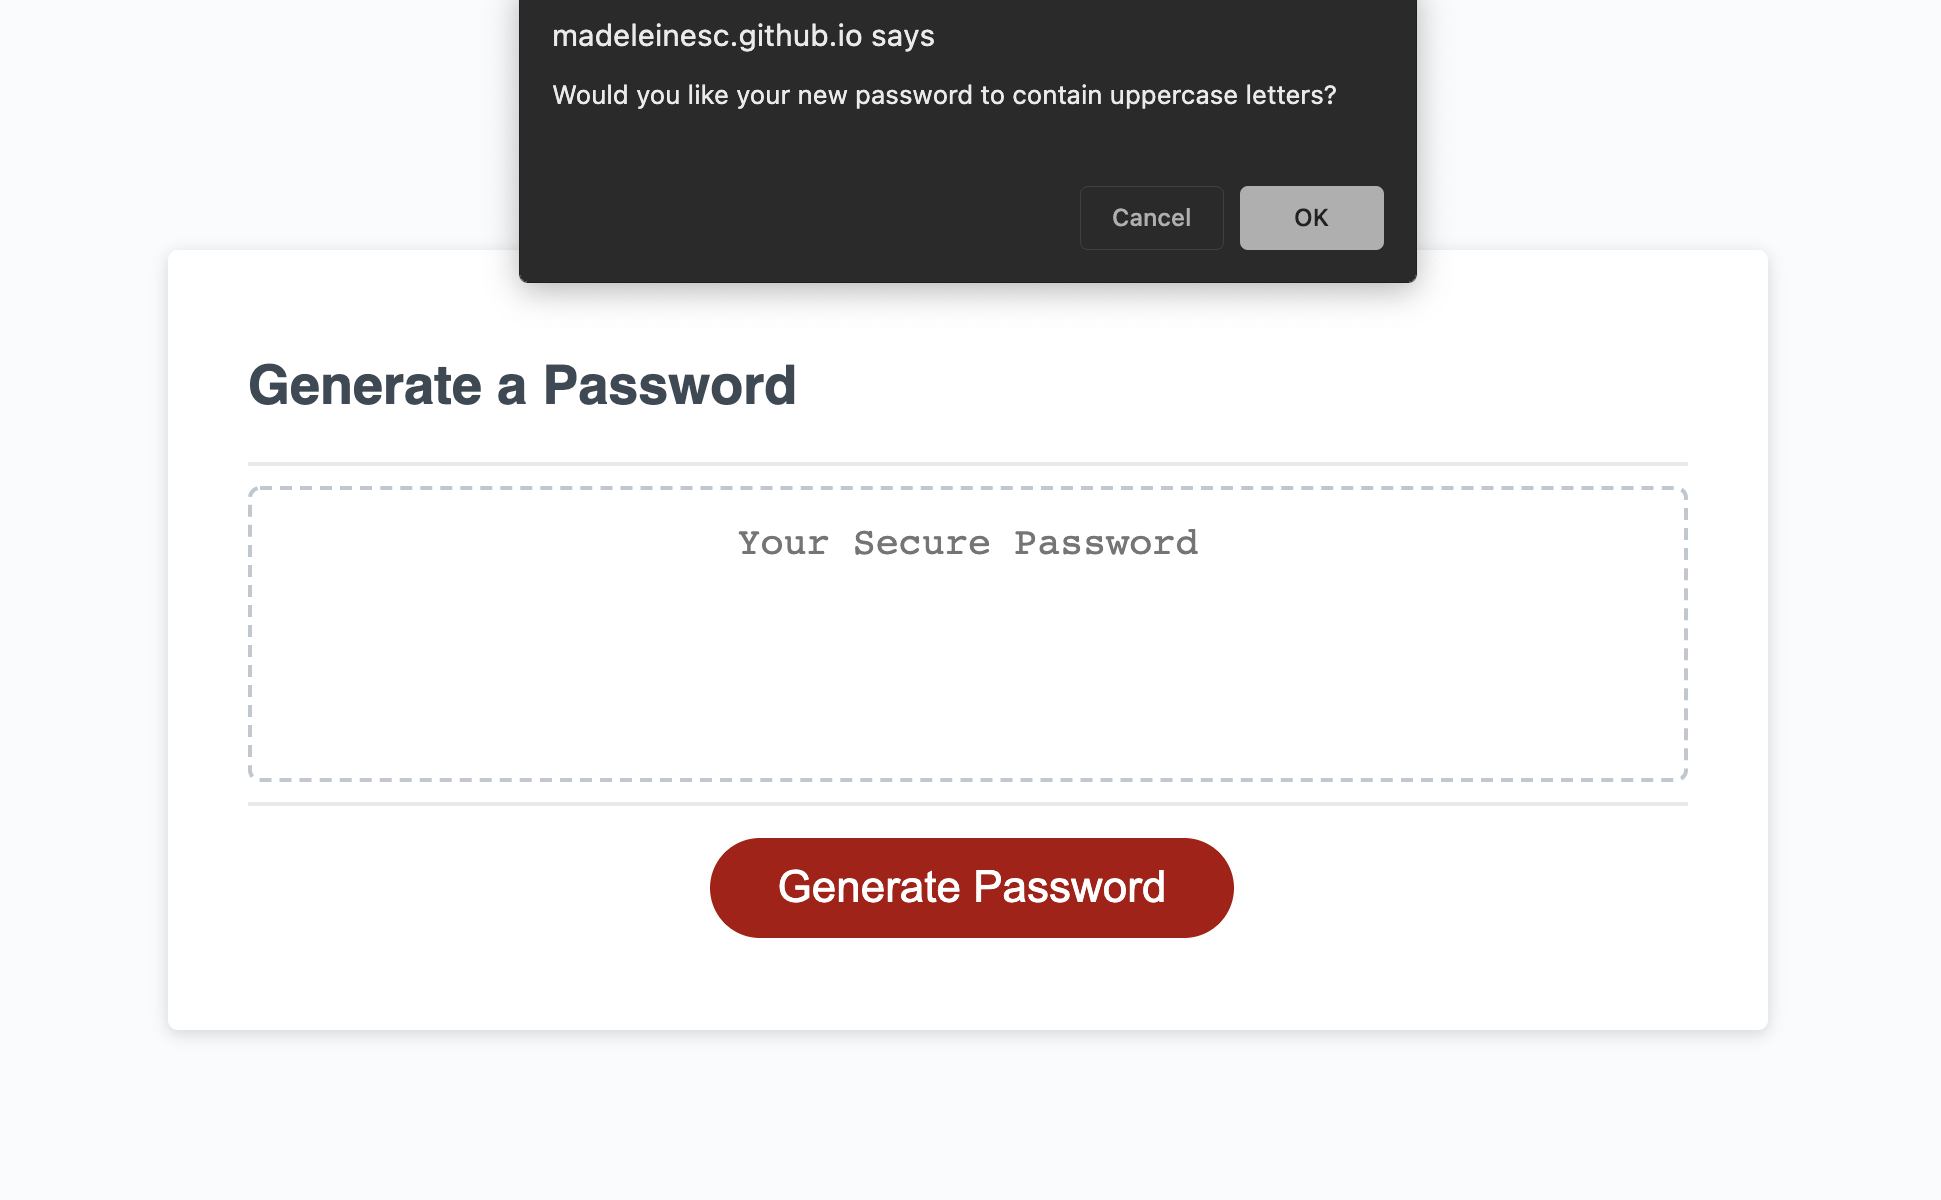 madeleinesc.github.io says
Would you like your new password to contain uppercase letters?
Cancel OK
Generate a Password
Your Secure Password
Generate Password